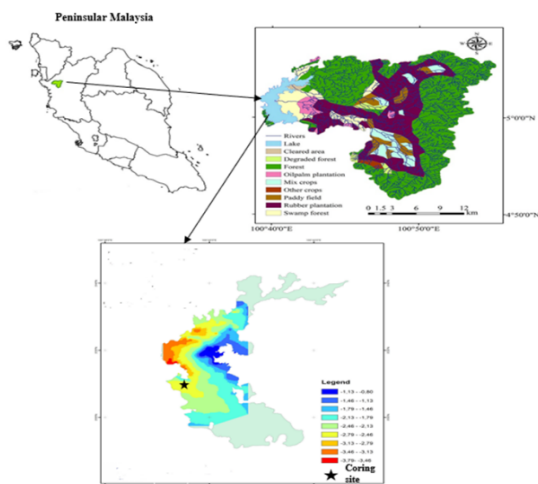 Peninsular Malaysia
N
W E
S
5°0'0"N
Rivers
Lake
Cleared area
Degraded forest
Forest
Oilpalm plantation
Mix crops
Other crops
Paddy field
Rubber plantation
Swamp forest
0 1.5 3 6 9 12
km
4°50'0"N
100°40'0"E 100°50'0"E
Legend
-1.13 - -0.80
-1.46 - -1.13
-1.79 - -1.46
-2.13 - -1.79
-2.46 - -2.13
-2.79 - -2.46
-3.13 - -2.79
-3.46 - -3.13
-3.79 - -3.46
Coring
site